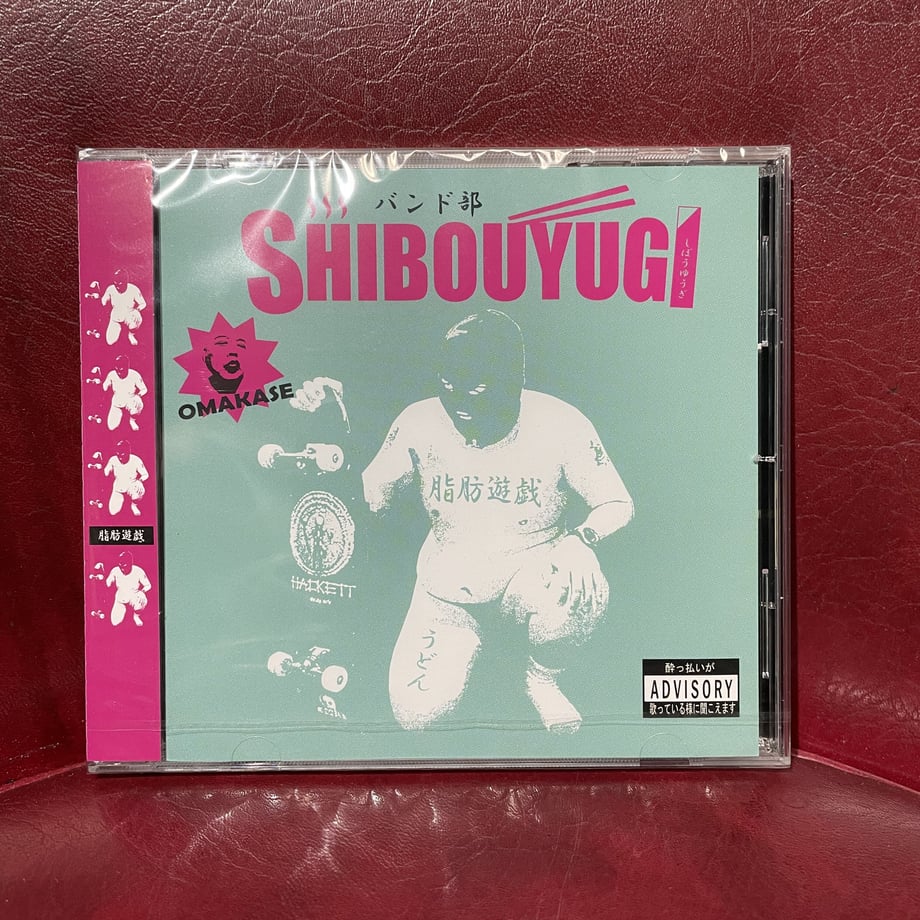 バンド部
SHIBOUYUGI
しぼうゆうぎ
OMAKASE
脂肪遊戯
脂肪遊戯
HACKETT
うどん
酔っ払いが
ADVISORY
歌っている様に聞こえます